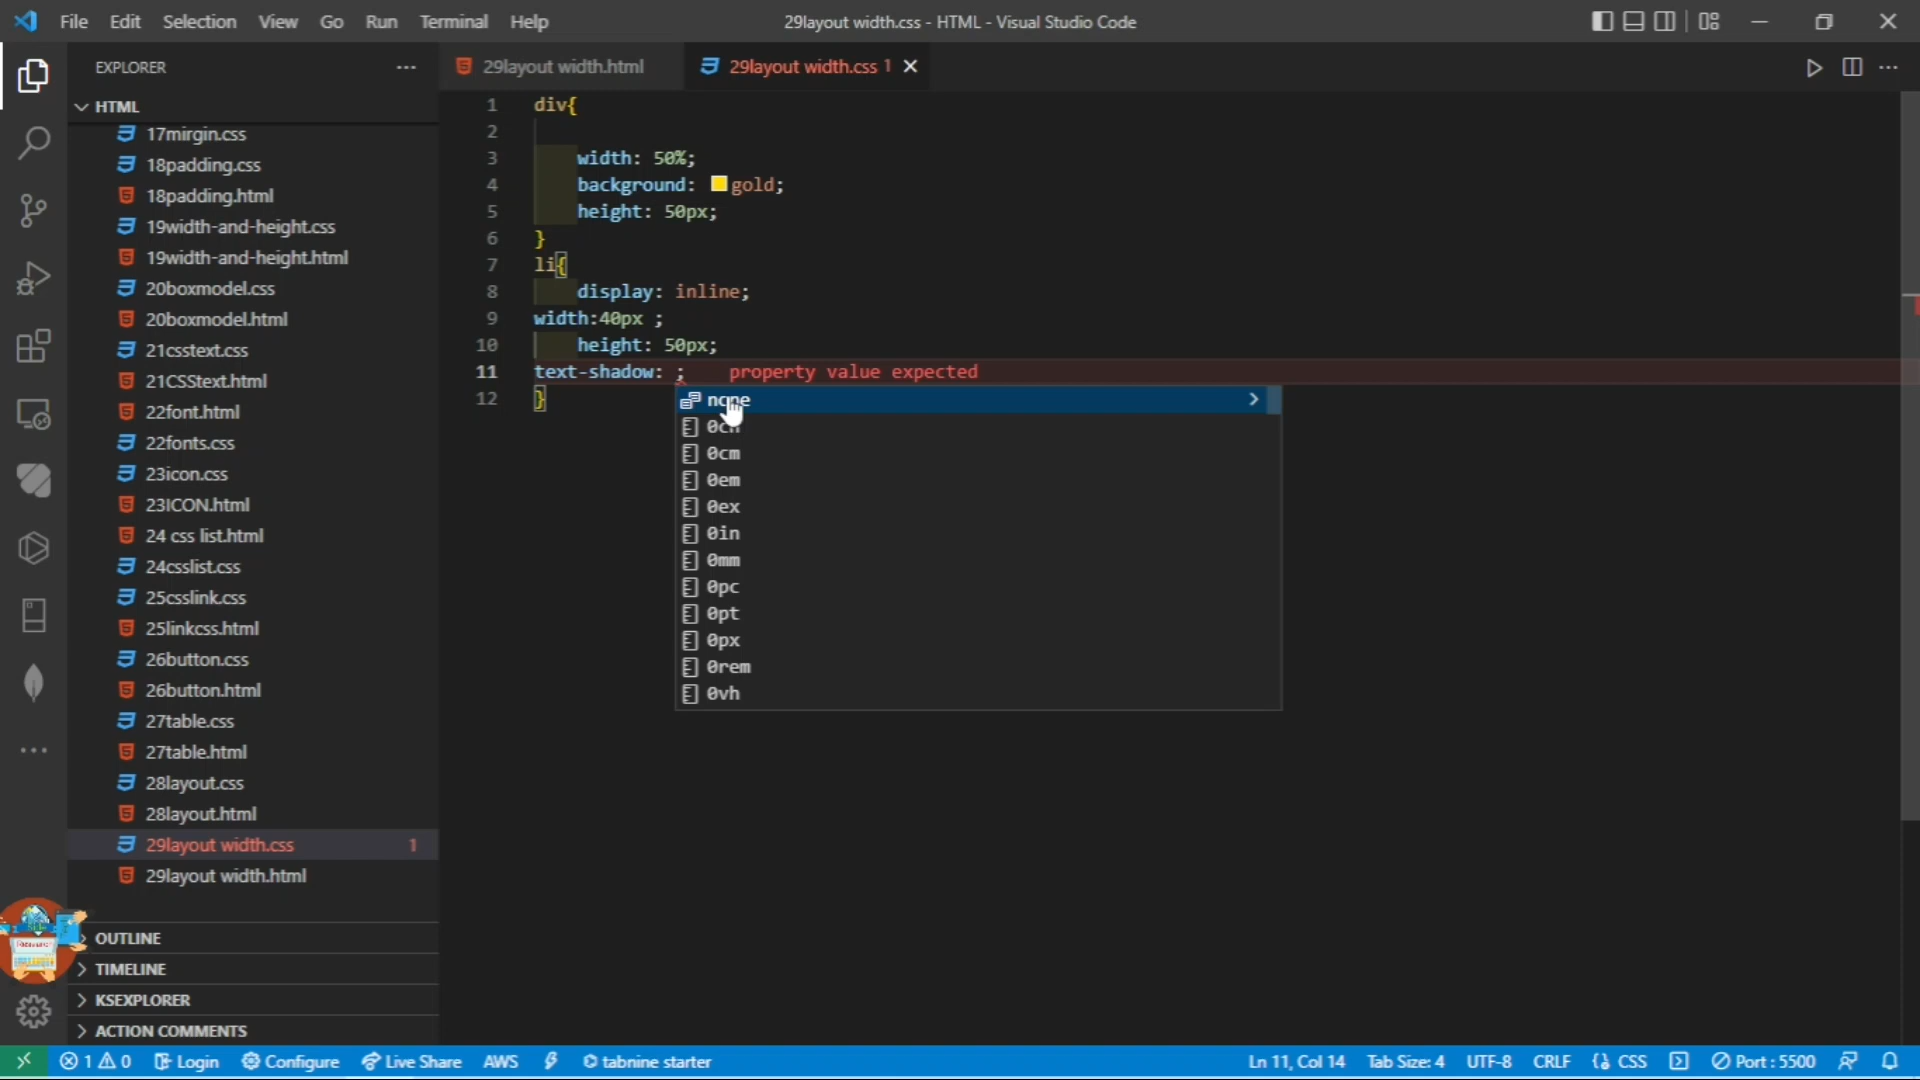 File Edit Selection View Go Run Terminal Help
29layout width.css - HTML - Visual Studio Code
EXPLORER
29layout width.html
29layout width.css 1
HTML
17mirgin.css
18padding.css
18padding.html
19width-and-height.css
19width-and-height.html
20boxmodel.css
20boxmodel.html
21csstext.css
21CSStext.html
22font.html
22fonts.css
23icon.css
23ICON.html
24 css list.html
24csslist.css
25csslink.css
25linkcss.html
26button.css
26button.html
27table.css
27table.html
28layout.css
28layout.html
29layout width.css 1
29layout width.html
OUTLINE
TIMELINE
KSEXPLORER
ACTION COMMENTS
1 div{
2
3 width: 50%;
4 background: gold;
5 height: 50px;
6 }
7 li{
8 display: inline;
9 width:40px ;
10 height: 50px;
11 text-shadow: ; property value expected
12 }
none
0ch
0cm
0em
0ex
0in
0mm
0pc
0pt
0px
0rem
0vh
1 0 Login Configure Live Share AWS tabnine starter
Ln 11, Col 14 Tab Size: 4 UTF-8 CRLF {} CSS Port : 5500